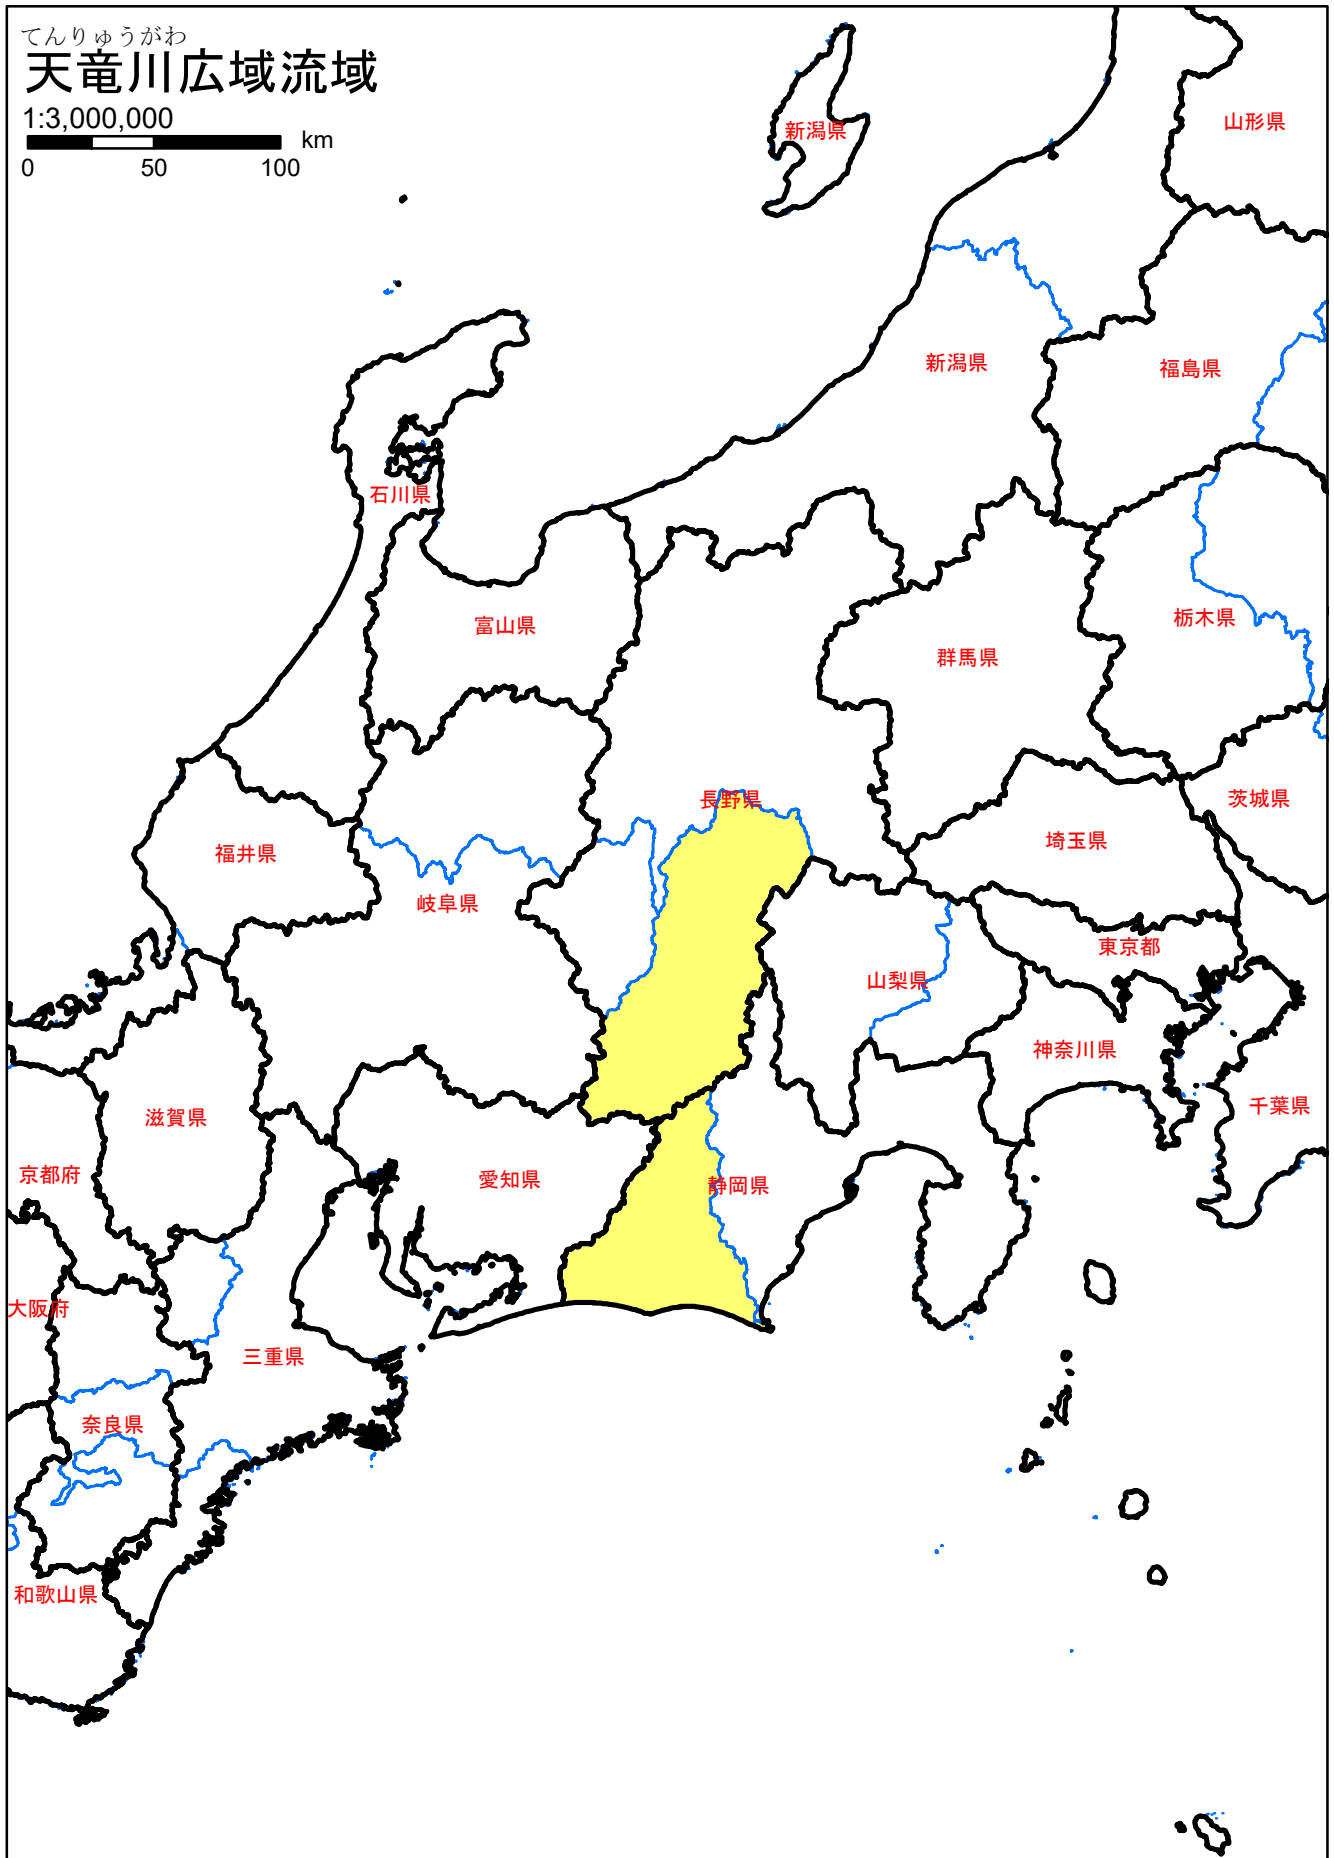 てんりゅうがわ
天竜川広域流域
1:3,000,000
km
0 50 100
新潟県
山形県
新潟県
福島県
石川県
富山県
栃木県
群馬県
長野県
茨城県
埼玉県
福井県
岐阜県
東京都
山梨県
神奈川県
千葉県
滋賀県
京都府
愛知県
静岡県
大阪府
三重県
奈良県
和歌山県